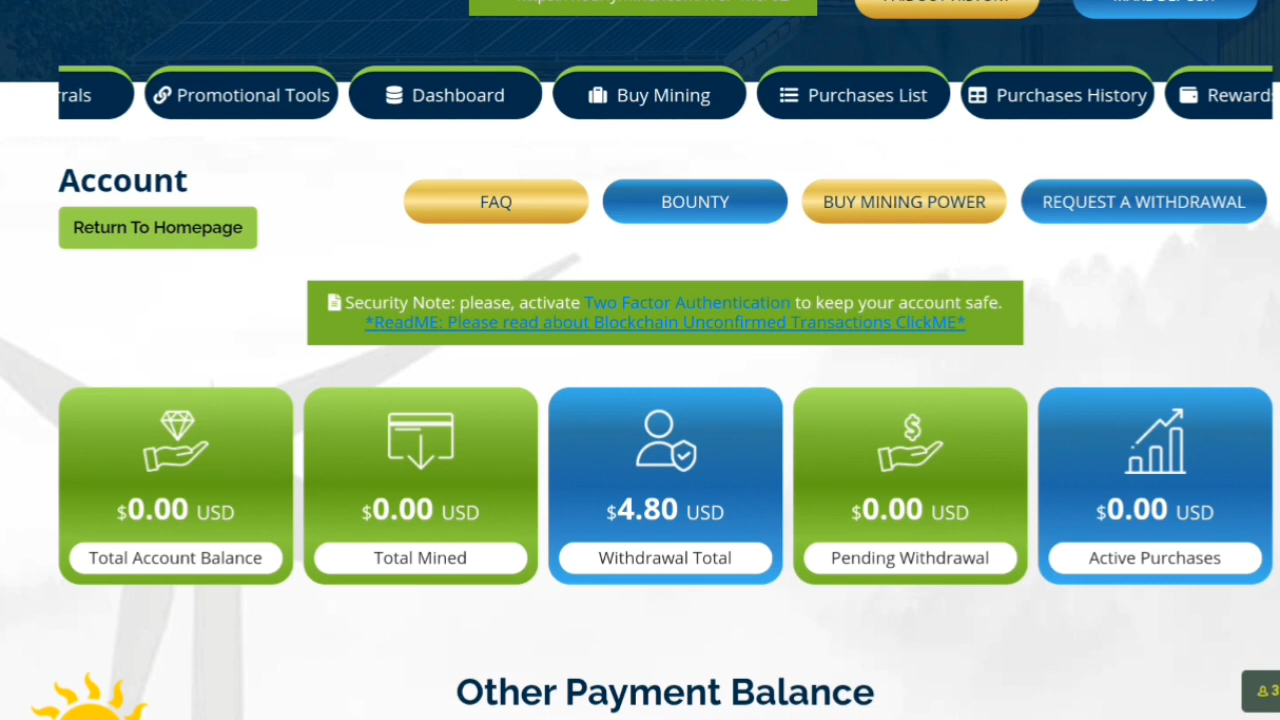 rrals
Promotional Tools
Dashboard
Buy Mining
Purchases List
Purchases History
Reward
Account
Return To Homepage
FAQ
BOUNTY
BUY MINING POWER
REQUEST A WITHDRAWAL
Security Note: please, activate Two Factor Authentication to keep your account safe.
*ReadME: Please read about Blockchain Unconfirmed Transactions ClickME*
$0.00 USD
Total Account Balance
$0.00 USD
Total Mined
$4.80 USD
Withdrawal Total
$0.00 USD
Pending Withdrawal
$0.00 USD
Active Purchases
Other Payment Balance
3